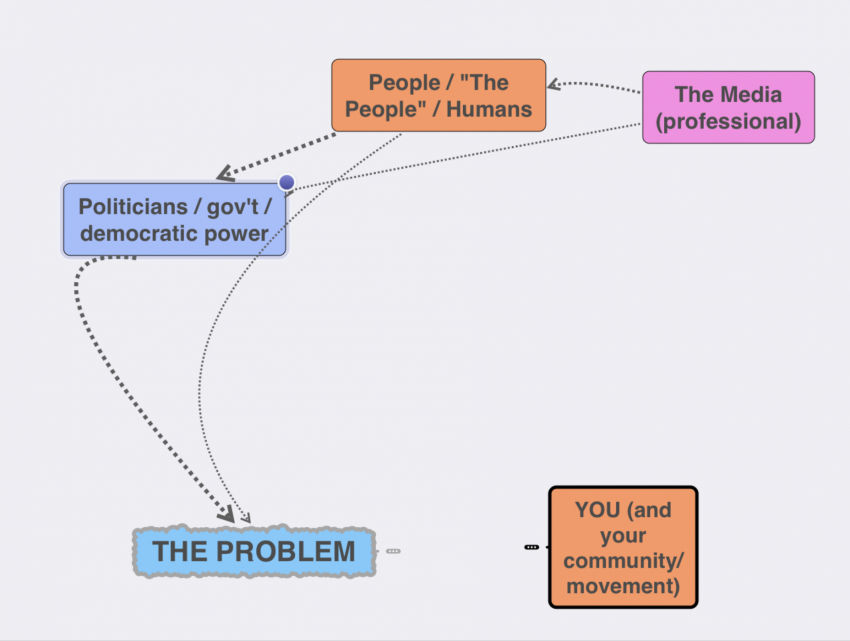 People / "The
People" / Humans
The Media
(professional)
Politicians / gov't /
democratic power
THE PROBLEM
YOU (and
your
community/
movement)